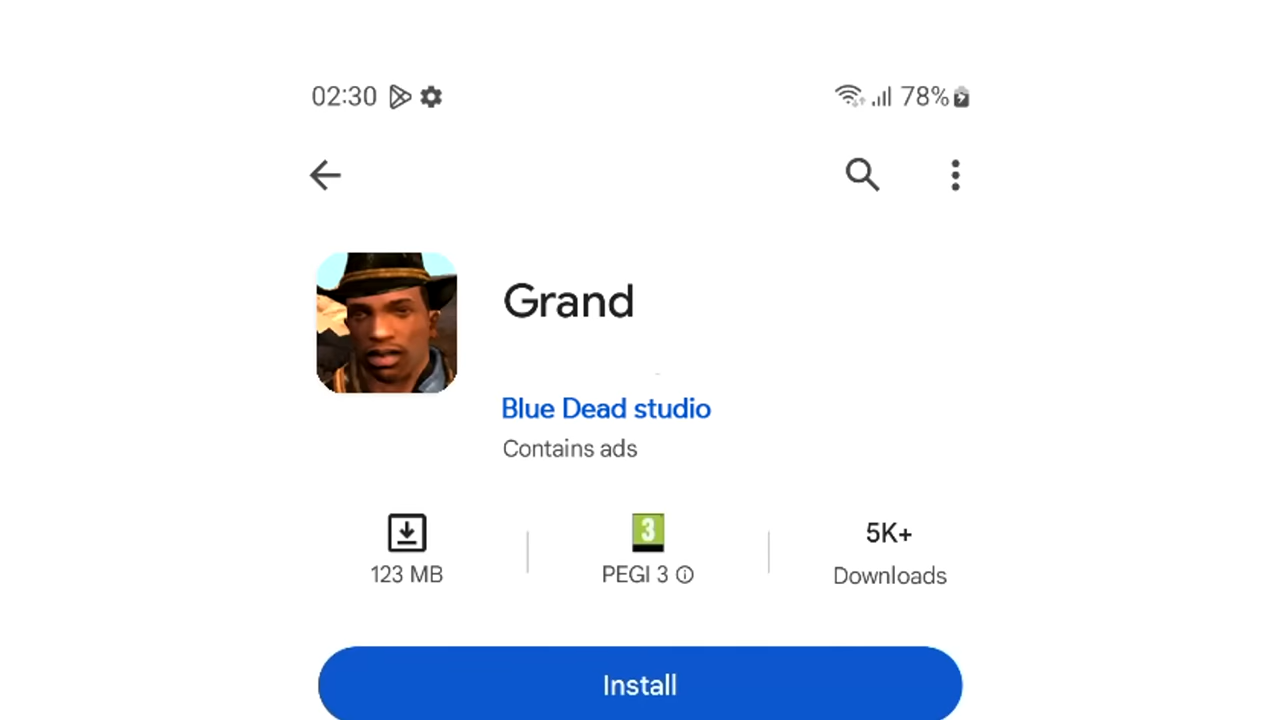 02:30 78%
Grand
Blue Dead studio
Contains ads
3 5K+
123 MB PEGI 3 Downloads
Install